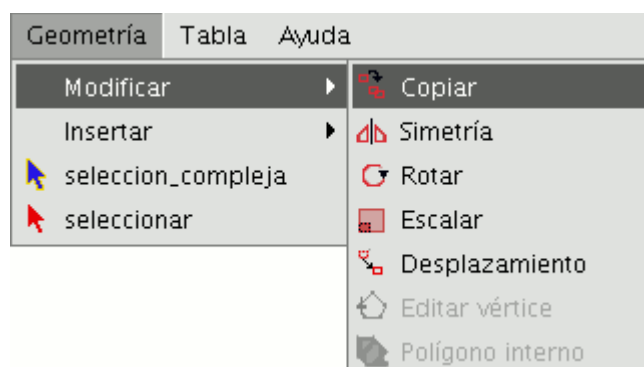 Geometría Tabla Ayuda
Modificar
Insertar
seleccion_compleja
seleccionar
Copiar
Simetría
Rotar
Escalar
Desplazamiento
Editar vértice
Polígono interno